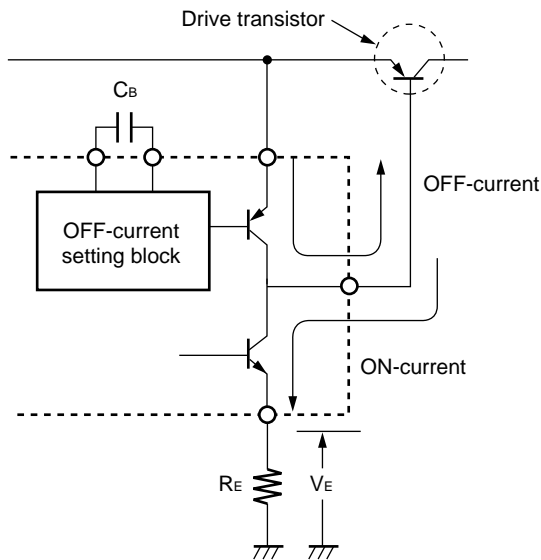 Drive transistor
CB
OFF-current
OFF-current
setting block
ON-current
RE
VE